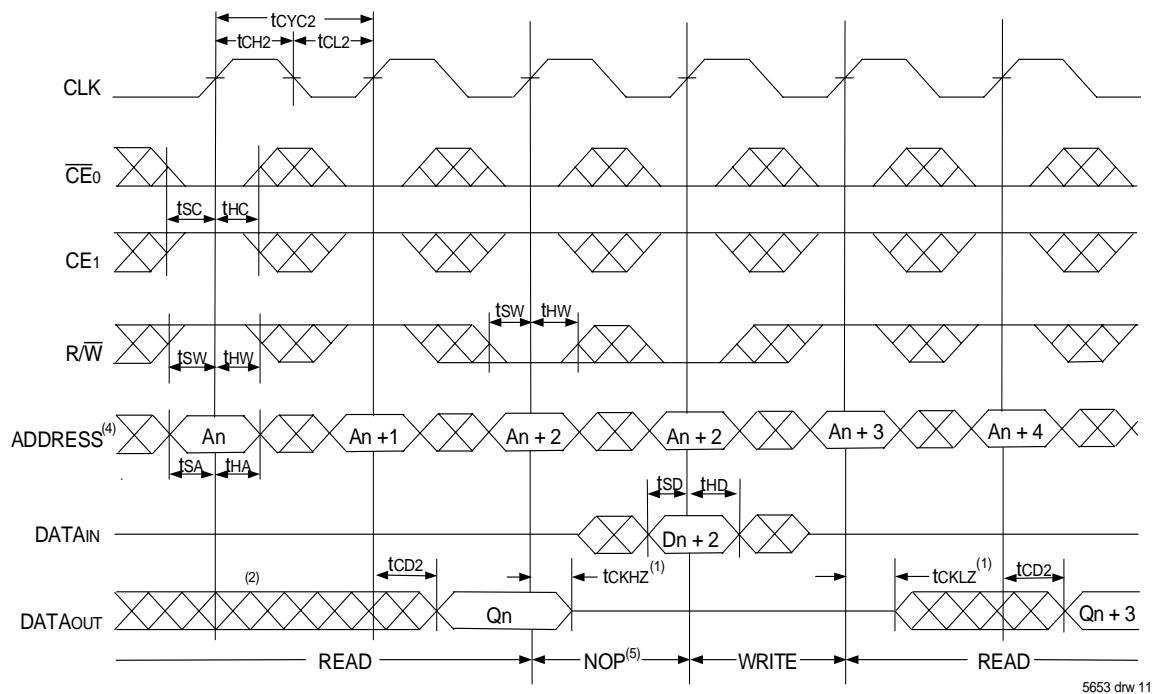 tCYC2
tCH2 tCL2
CLK
CE0
tSC tHC
CE1
tSW tHW
R/W
tSW tHW
ADDRESS(4) An An +1 An + 2 An + 2 An + 3 An + 4
tSA tHA
tSD tHD
DATAIN Dn + 2
tCD2 tCKHZ(1) tCKLZ(1) tCD2
(2)
DATAOUT Qn Qn + 3
READ NOP(5) WRITE READ
5653 drw 11